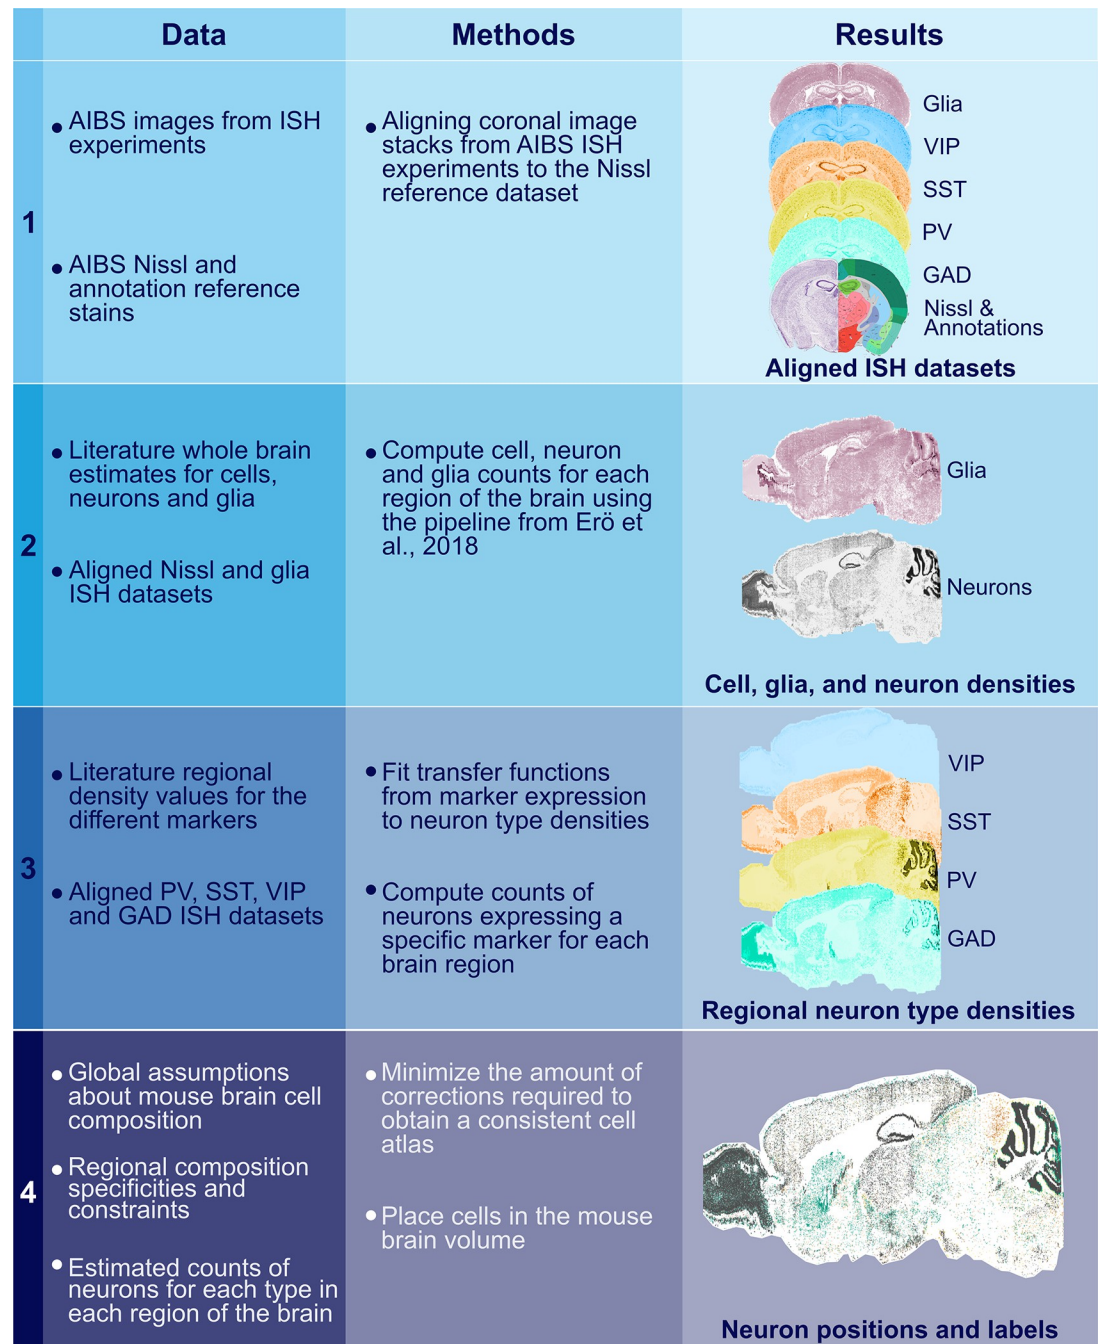 Data
Methods
Results
1
• AIBS images from ISH
experiments
• AIBS Nissl and
annotation reference
stains
• Aligning coronal image
stacks from AIBS ISH
experiments to the Nissl
reference dataset
Glia
VIP
SST
PV
GAD
Nissl &
Annotations
Aligned ISH datasets
2
• Literature whole brain
estimates for cells,
neurons and glia
• Aligned Nissl and glia
ISH datasets
• Compute cell, neuron
and glia counts for each
region of the brain using
the pipeline from Erö et
al., 2018
Glia
Neurons
Cell, glia, and neuron densities
3
• Literature regional
density values for the
different markers
• Aligned PV, SST, VIP
and GAD ISH datasets
• Fit transfer functions
from marker expression
to neuron type densities
• Compute counts of
neurons expressing a
specific marker for each
brain region
VIP
SST
PV
GAD
Regional neuron type densities
4
• Global assumptions
about mouse brain cell
composition
• Regional composition
specificities and
constraints
• Estimated counts of
neurons for each type in
each region of the brain
• Minimize the amount of
corrections required to
obtain a consistent cell
atlas
• Place cells in the mouse
brain volume
Neuron positions and labels